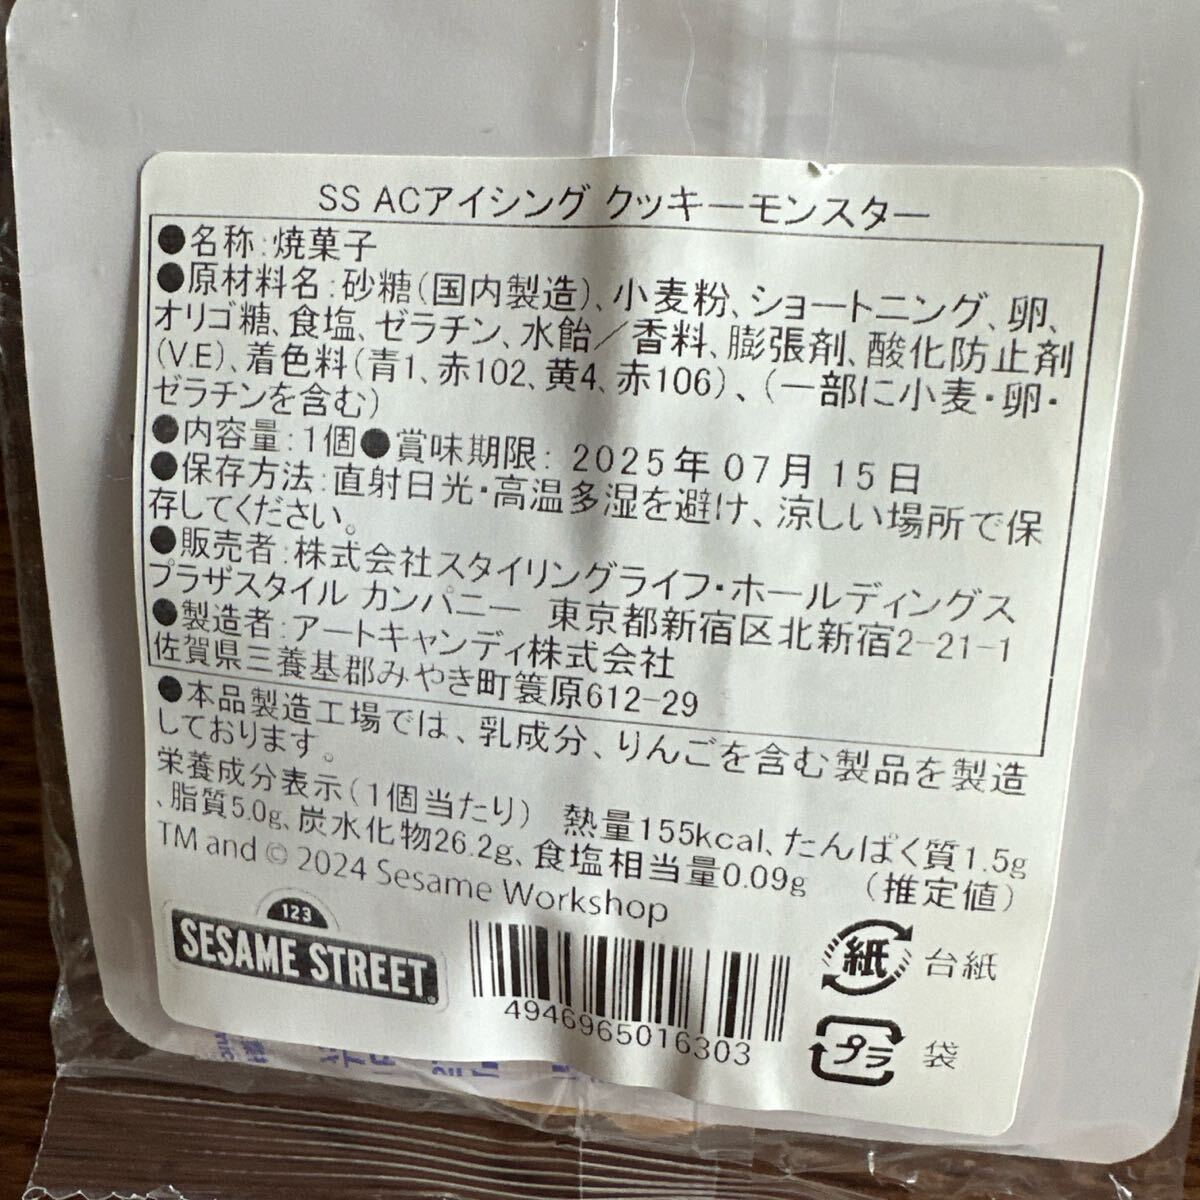 SS ACアイシング クッキーモンスター
●名称:焼菓子
●原材料名:砂糖(国内製造)、小麦粉、ショートニング、卵、
オリゴ糖、食塩、ゼラチン、水飴／香料、膨張剤、酸化防止剤
(V.E)、着色料(青1、赤102、黄4、赤106)、(一部に小麦・卵・
ゼラチンを含む)
●内容量:1個●賞味期限: 2025年07月15日
●保存方法:直射日光・高温多湿を避け、涼しい場所で保
存してください。
●販売者:株式会社スタイリングライフ・ホールディングス
プラザスタイル カンパニー 東京都新宿区北新宿2-21-1
●製造者:アートキャンディ株式会社
佐賀県三養基郡みやき町簑原612-29
●本品製造工場では、乳成分、りんごを含む製品を製造
しております。
栄養成分表示(1個当たり) 熱量155kcal、たんぱく質1.5g
、脂質5.0g、炭水化物26.2g、食塩相当量0.09g (推定値)
TM and © 2024 Sesame Workshop
123
SESAME STREET
4946965016303
紙 台紙
プラ 袋